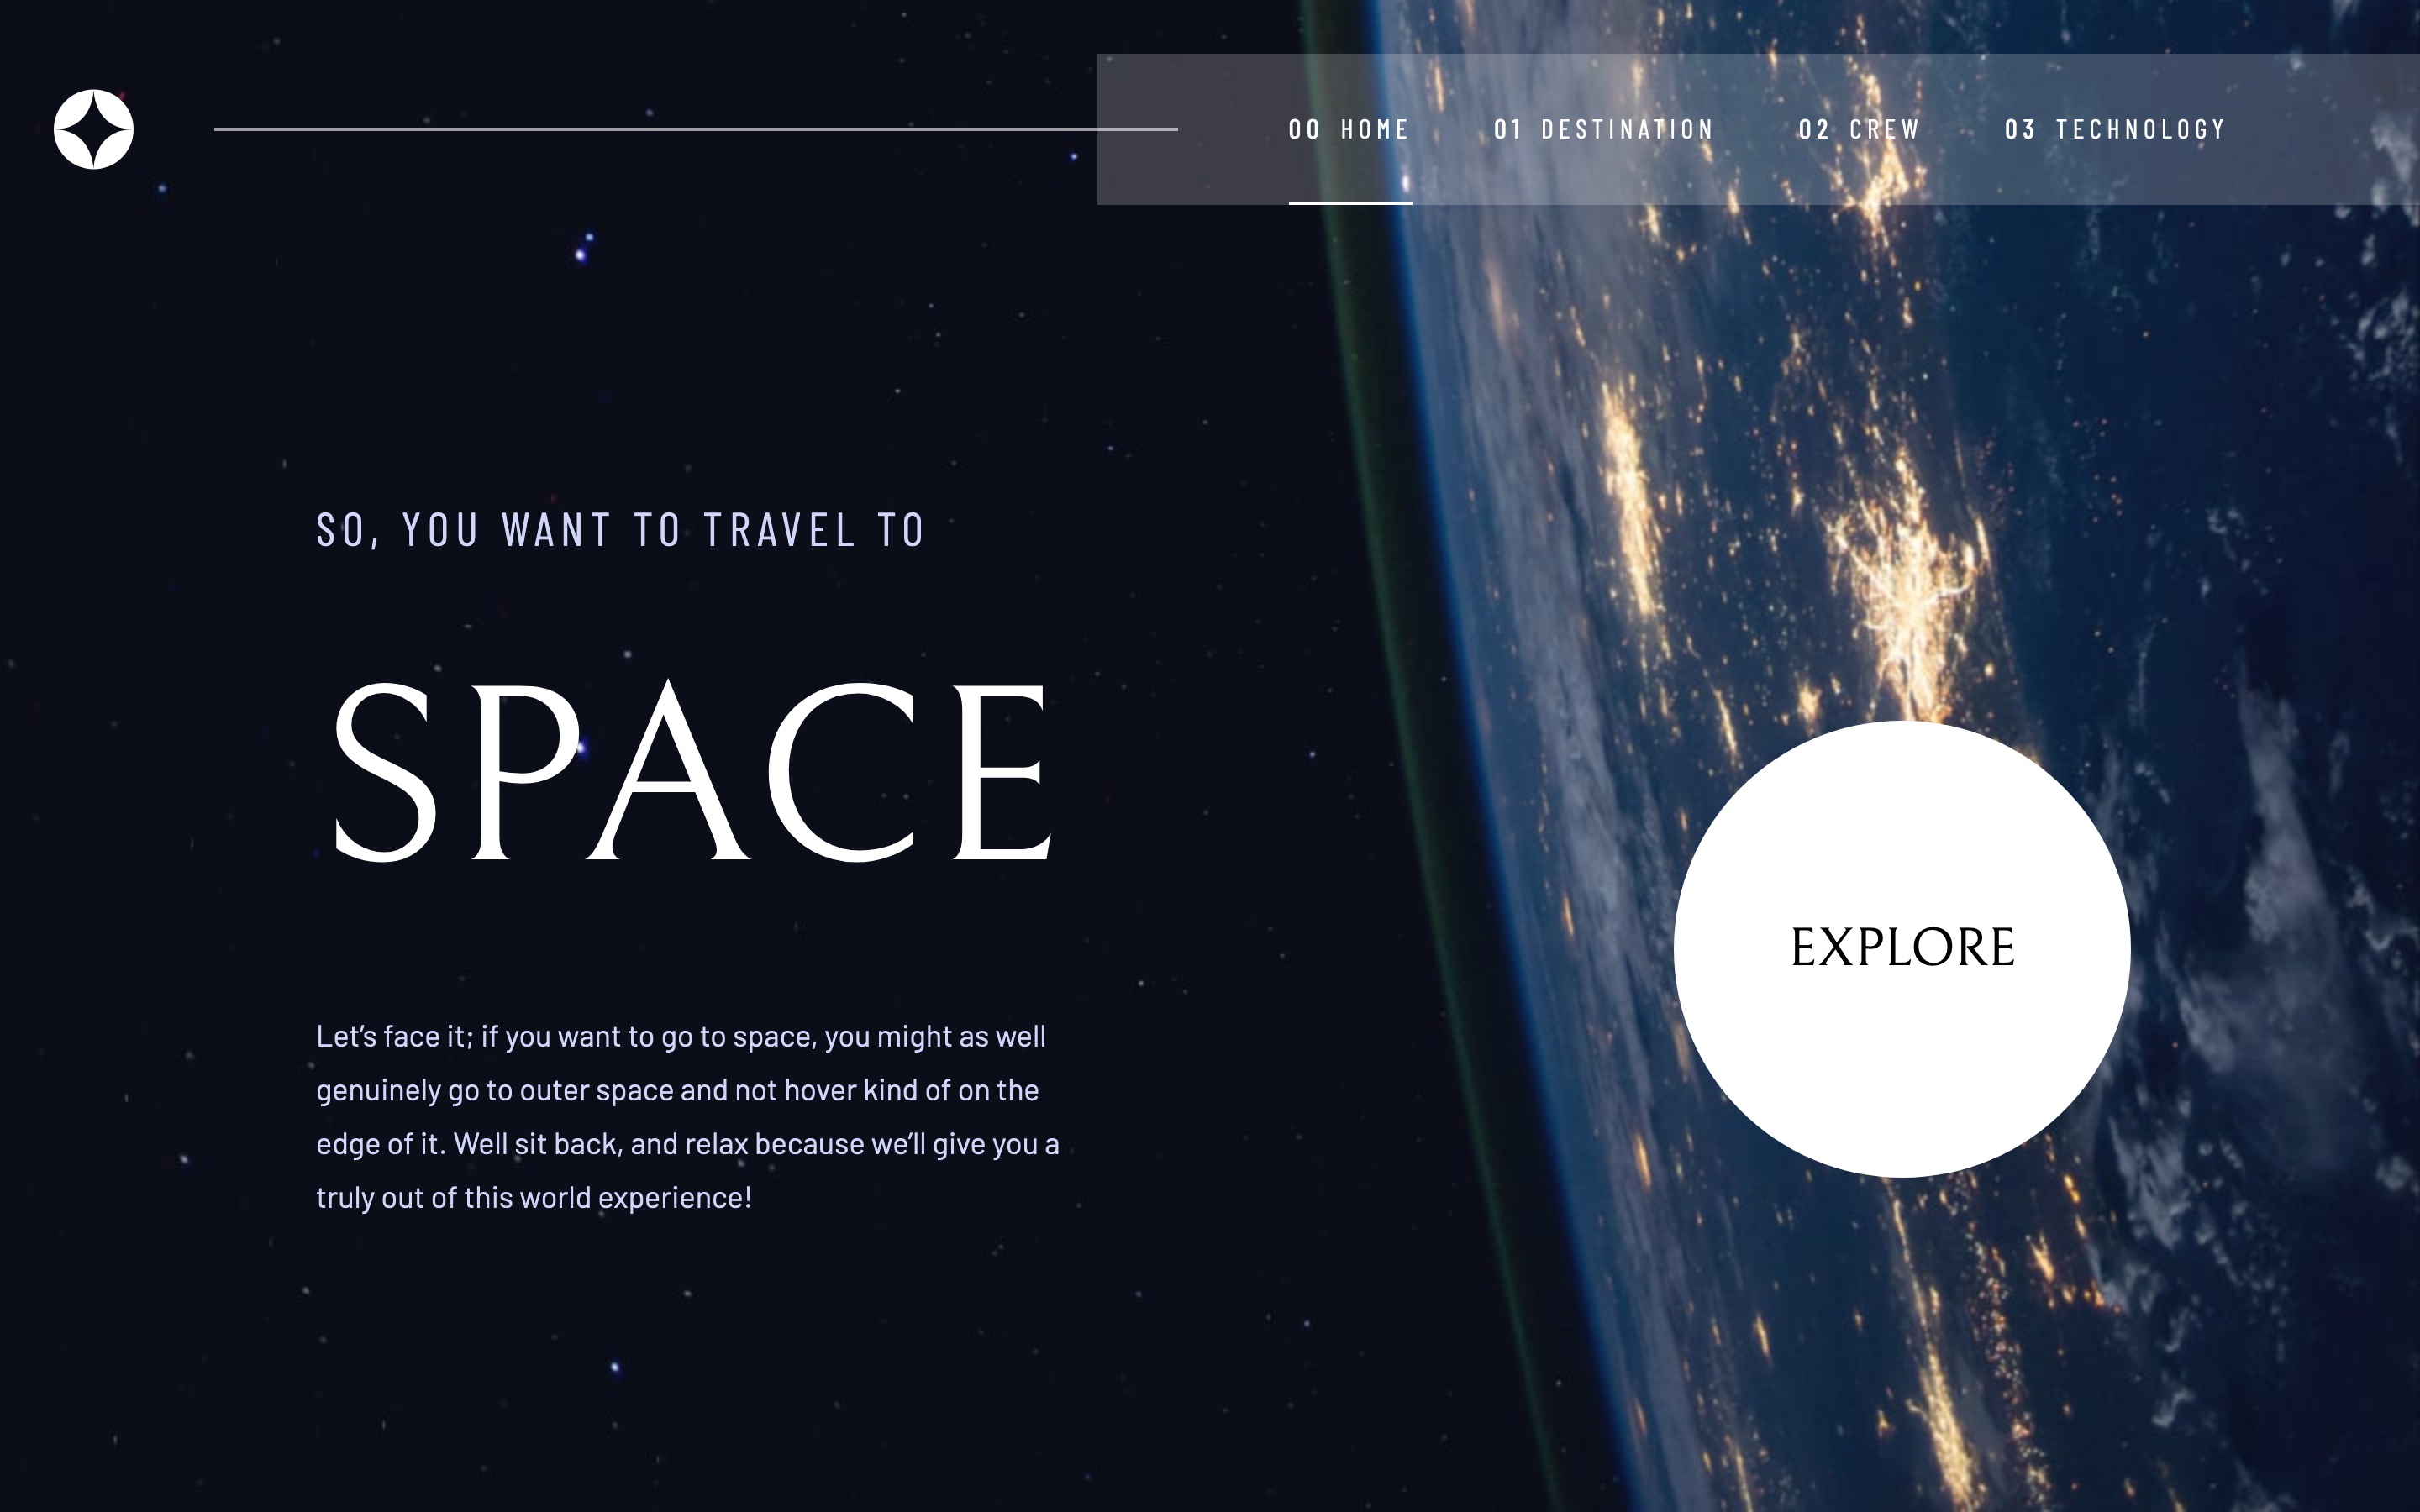 00 HOME 01 DESTINATION 02 CREW 03 TECHNOLOGY
SO, YOU WANT TO TRAVEL TO
SPACE
Let’s face it; if you want to go to space, you might as well
genuinely go to outer space and not hover kind of on the
edge of it. Well sit back, and relax because we’ll give you a
truly out of this world experience!
EXPLORE